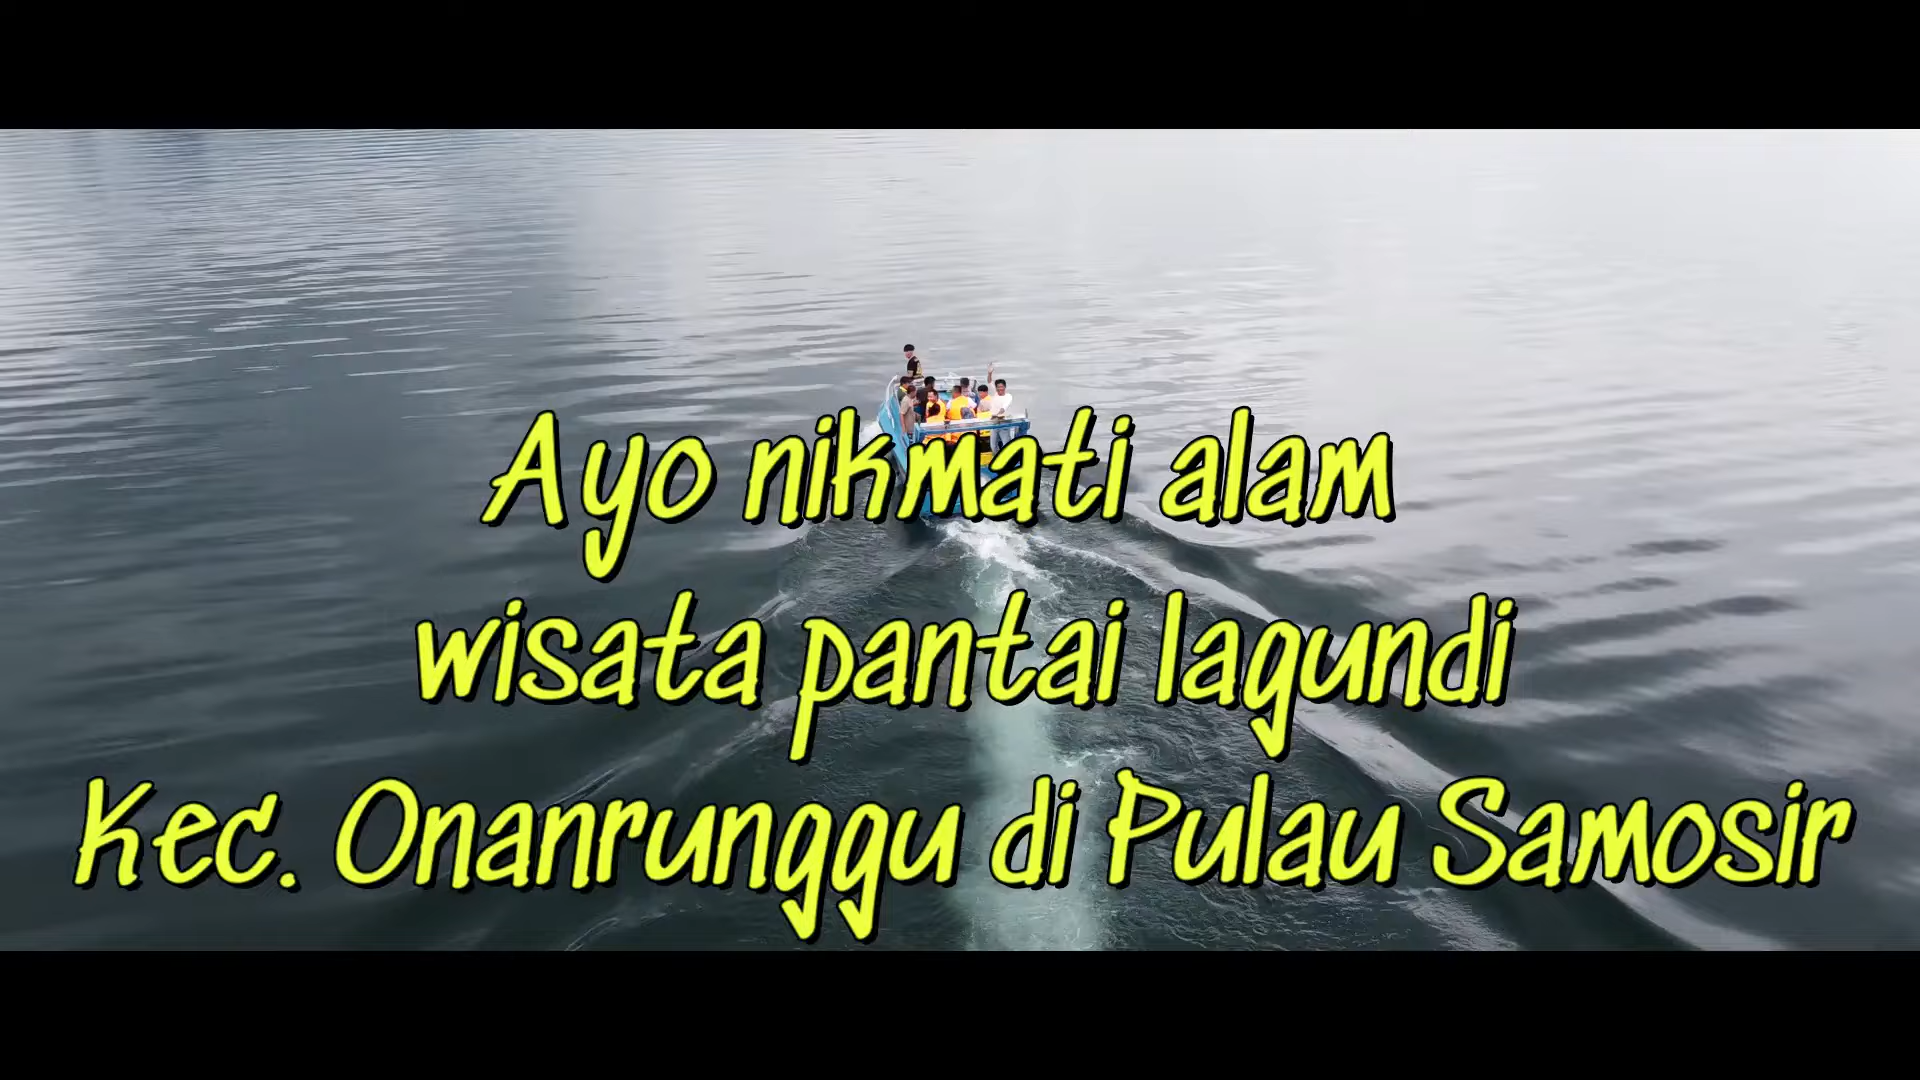 Ayo nikmati alam
wisata pantai lagundi
Kec. Onanrunggu di Pulau Samosir